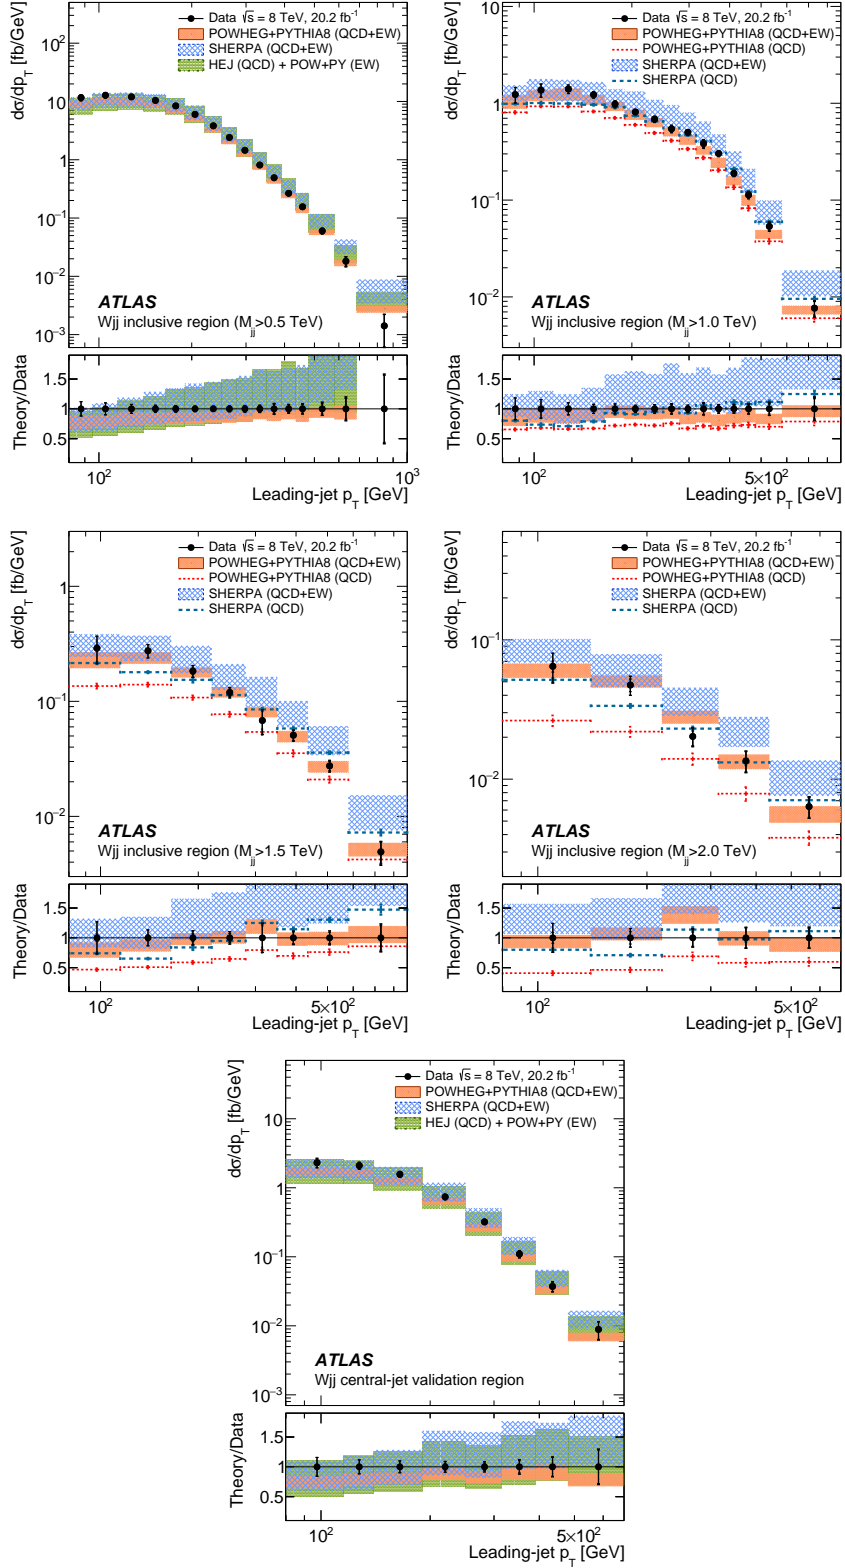 dσ/dp_T [fb/GeV]
10²
10
1
10⁻¹
10⁻²
10⁻³
Data √s = 8 TeV, 20.2 fb⁻¹
POWHEG+PYTHIA8 (QCD+EW)
SHERPA (QCD+EW)
HEJ (QCD) + POW+PY (EW)
ATLAS
Wjj inclusive region (M_jj>0.5 TeV)
Theory/Data
1.5
1
0.5
10² 10³
Leading-jet p_T [GeV]
dσ/dp_T [fb/GeV]
10
1
10⁻¹
10⁻²
Data √s = 8 TeV, 20.2 fb⁻¹
POWHEG+PYTHIA8 (QCD+EW)
POWHEG+PYTHIA8 (QCD)
SHERPA (QCD+EW)
SHERPA (QCD)
ATLAS
Wjj inclusive region (M_jj>1.0 TeV)
Theory/Data
1.5
1
0.5
10² 5×10²
Leading-jet p_T [GeV]
dσ/dp_T [fb/GeV]
1
10⁻¹
10⁻²
Data √s = 8 TeV, 20.2 fb⁻¹
POWHEG+PYTHIA8 (QCD+EW)
POWHEG+PYTHIA8 (QCD)
SHERPA (QCD+EW)
SHERPA (QCD)
ATLAS
Wjj inclusive region (M_jj>1.5 TeV)
Theory/Data
1.5
1
0.5
10² 5×10²
Leading-jet p_T [GeV]
dσ/dp_T [fb/GeV]
10⁻¹
10⁻²
Data √s = 8 TeV, 20.2 fb⁻¹
POWHEG+PYTHIA8 (QCD+EW)
POWHEG+PYTHIA8 (QCD)
SHERPA (QCD+EW)
SHERPA (QCD)
ATLAS
Wjj inclusive region (M_jj>2.0 TeV)
Theory/Data
1.5
1
0.5
10² 5×10²
Leading-jet p_T [GeV]
dσ/dp_T [fb/GeV]
10
1
10⁻¹
10⁻²
10⁻³
Data √s = 8 TeV, 20.2 fb⁻¹
POWHEG+PYTHIA8 (QCD+EW)
SHERPA (QCD+EW)
HEJ (QCD) + POW+PY (EW)
ATLAS
Wjj central-jet validation region
Theory/Data
1.5
1
0.5
10² 5×10²
Leading-jet p_T [GeV]